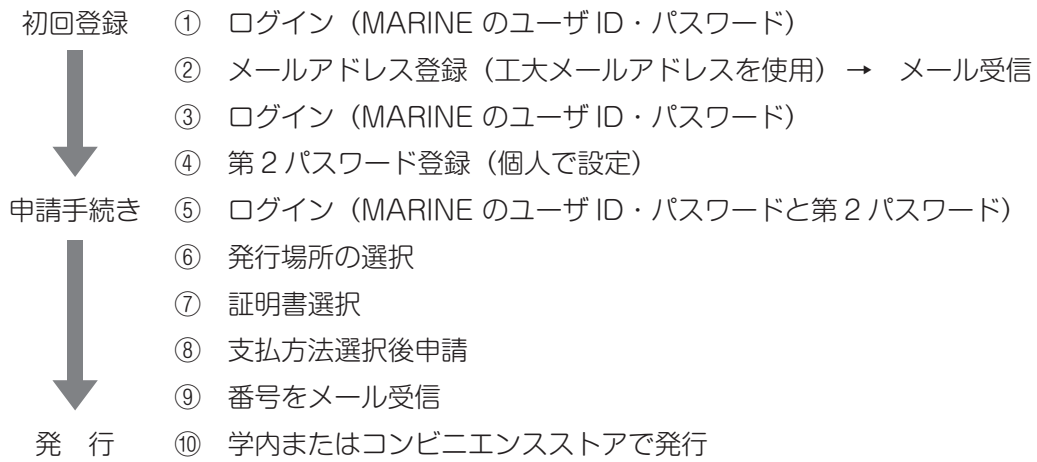 初回登録 ① ログイン（MARINE のユーザ ID・パスワード）
② メールアドレス登録（工大メールアドレスを使用）→ メール受信
③ ログイン（MARINE のユーザ ID・パスワード）
④ 第 2 パスワード登録（個人で設定）
申請手続き ⑤ ログイン（MARINE のユーザ ID・パスワードと第 2 パスワード）
⑥ 発行場所の選択
⑦ 証明書選択
⑧ 支払方法選択後申請
⑨ 番号をメール受信
発 行 ⑩ 学内またはコンビニエンスストアで発行